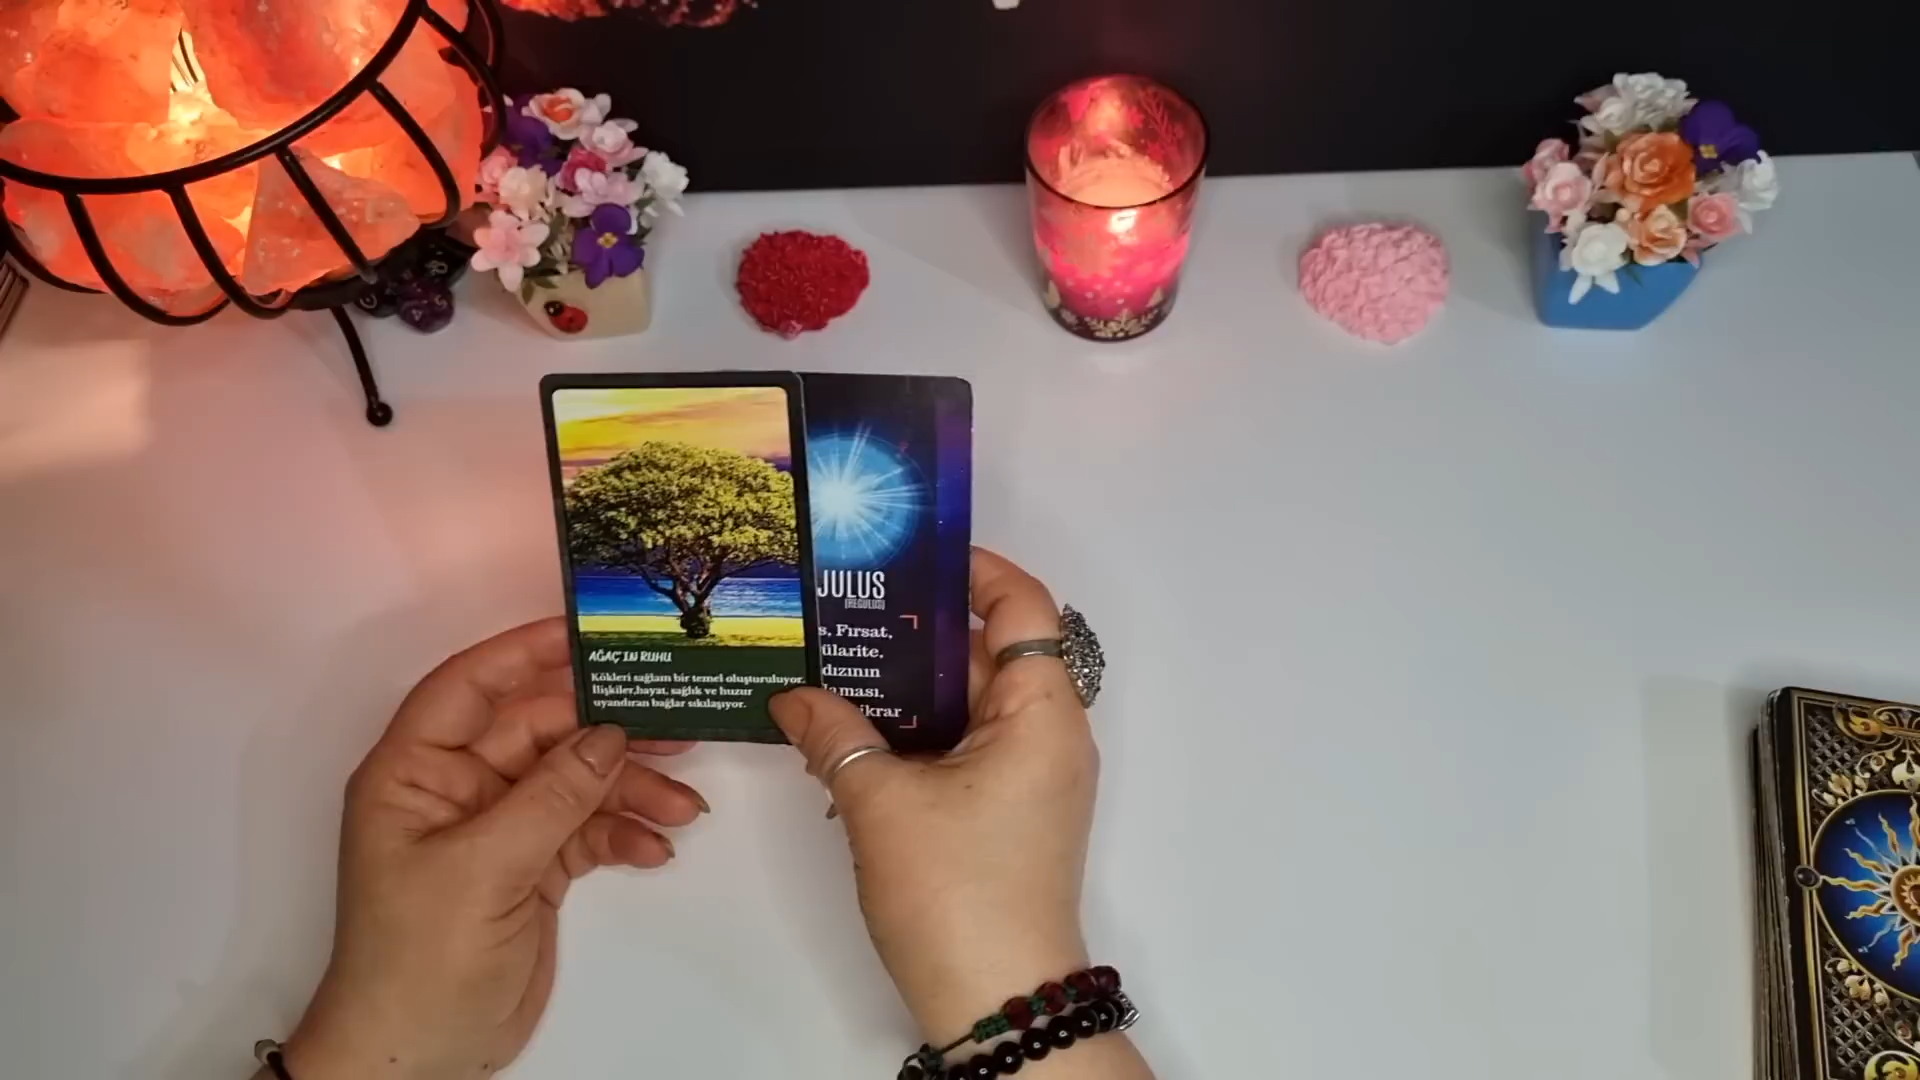 AĞAÇ'IN RUHU
Kökleri sağlam bir temel oluşturuluyor.
İlişkiler,hayat, sağlık ve huzur
uyandıran bağlar sıkılaşıyor.
JULUS
(REGULUS)
s, Fırsat,
ülarite,
dızının
laması,
ikrar